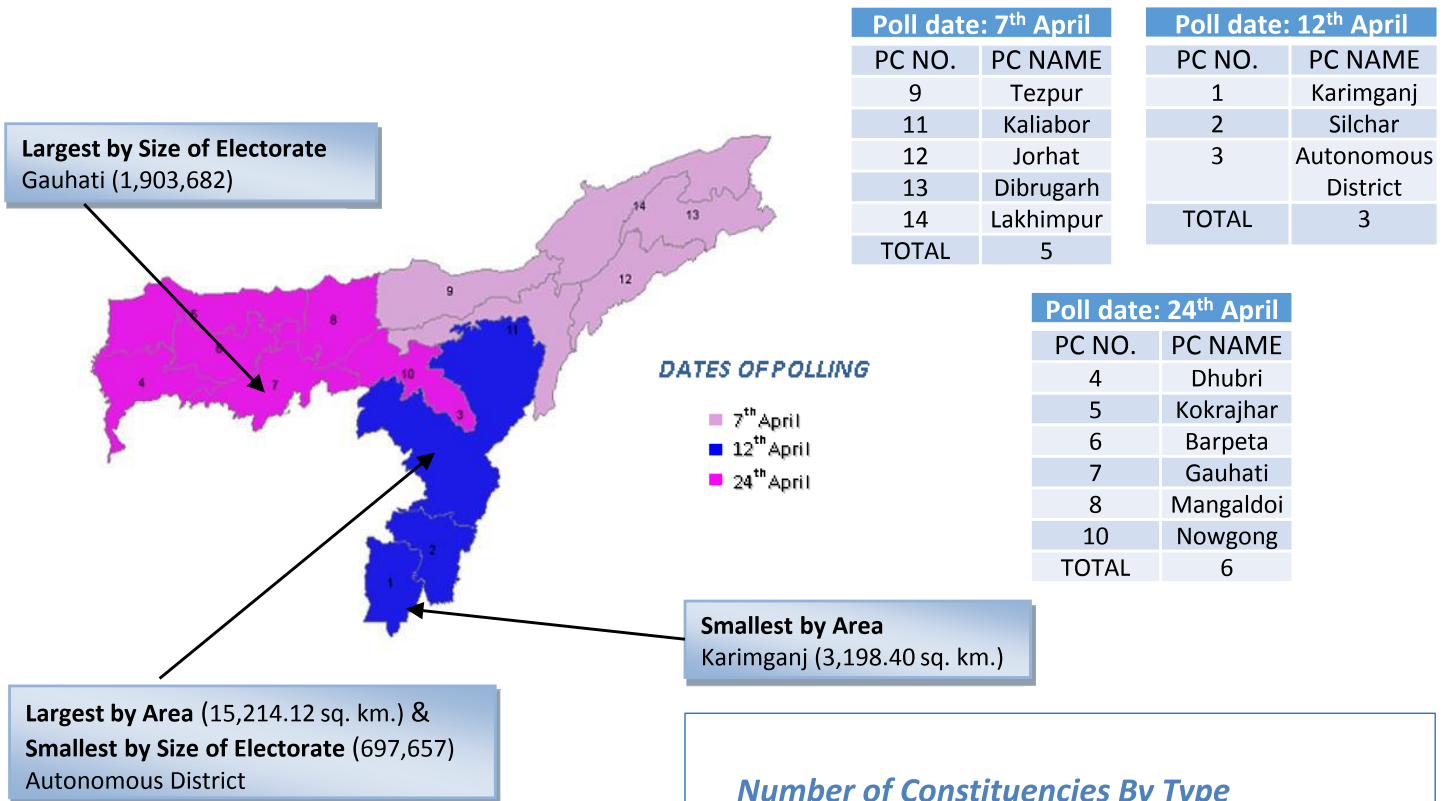 Poll date: 7th April
PC NO. PC NAME
9 Tezpur
11 Kaliabor
12 Jorhat
13 Dibrugarh
14 Lakhimpur
TOTAL 5
Poll date: 12th April
PC NO. PC NAME
1 Karimganj
2 Silchar
3 Autonomous
District
TOTAL 3
Largest by Size of Electorate
Gauhati (1,903,682)
14
13
12
9
11
5
8
6
4
7
10
3
2
1
DATES OF POLLING
7th April
12th April
24th April
Poll date: 24th April
PC NO. PC NAME
4 Dhubri
5 Kokrajhar
6 Barpeta
7 Gauhati
8 Mangaldoi
10 Nowgong
TOTAL 6
Smallest by Area
Karimganj (3,198.40 sq. km.)
Largest by Area (15,214.12 sq. km.) &
Smallest by Size of Electorate (697,657)
Autonomous District
Number of Constituencies By Type